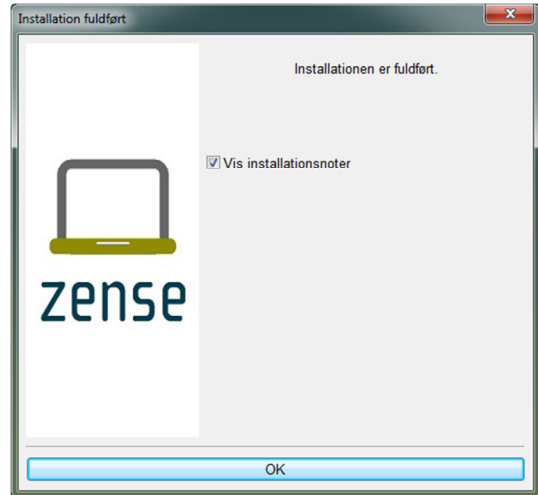 Installation fuldført
Installationen er fuldført.
Vis installationsnoter
zense
OK